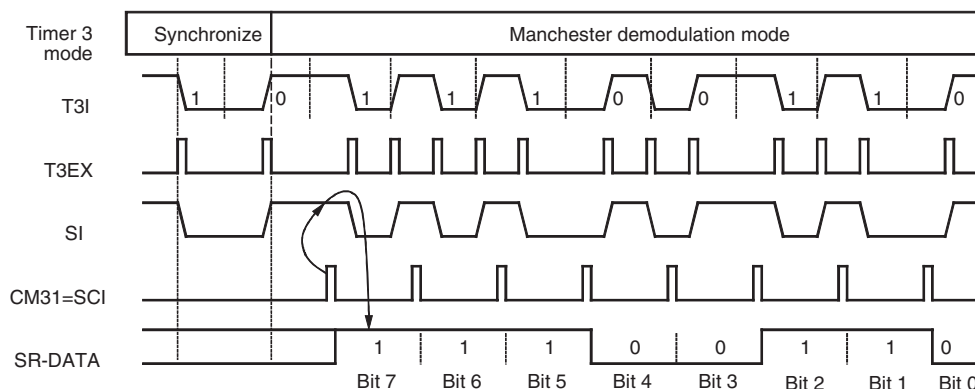 Timer 3
mode
Synchronize
Manchester demodulation mode
T3I
1 0 1 1 1 0 0 1 1 0
T3EX
SI
CM31=SCI
SR-DATA
1 1 1 0 0 1 1 0
Bit 7 Bit 6 Bit 5 Bit 4 Bit 3 Bit 2 Bit 1 Bit 0